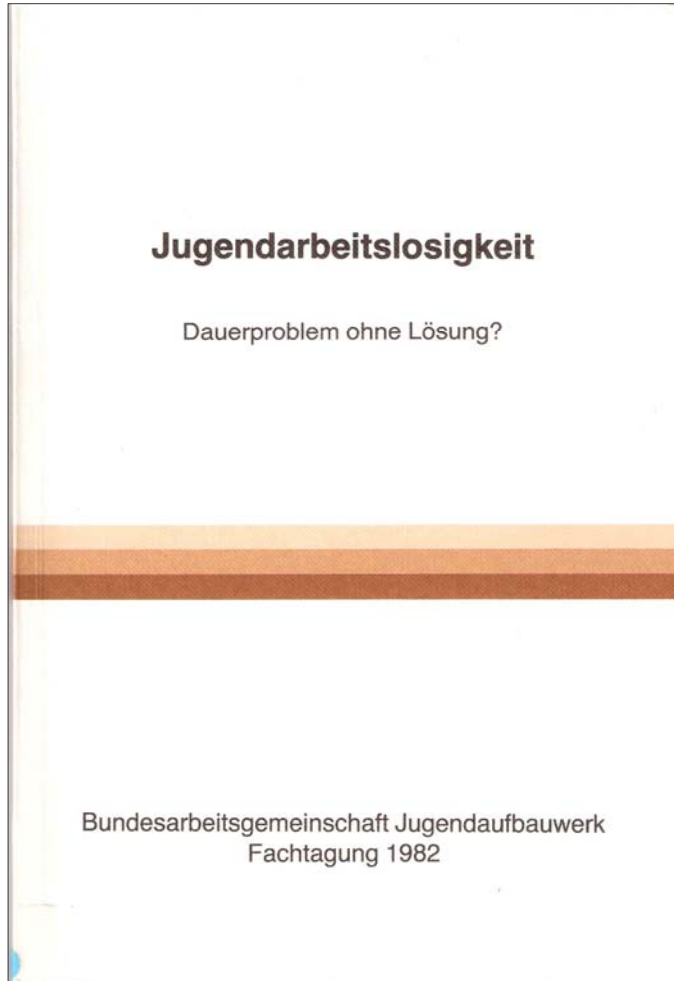 Jugendarbeitslosigkeit
Dauerproblem ohne Lösung?
Bundesarbeitsgemeinschaft Jugendaufbauwerk
Fachtagung 1982